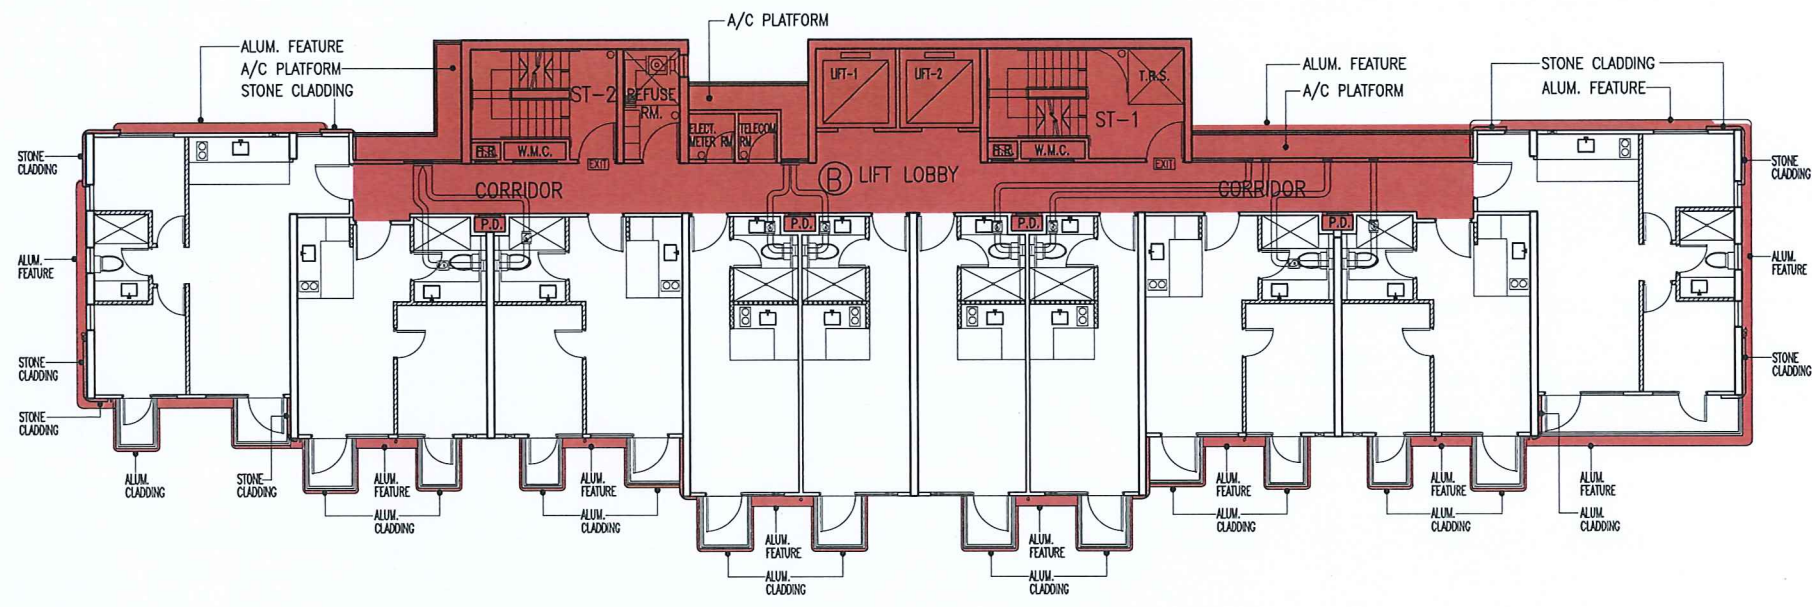 A/C PLATFORM
ALUM. FEATURE
A/C PLATFORM
STONE CLADDING
ALUM. FEATURE
A/C PLATFORM
STONE CLADDING
ALUM. FEATURE
LIFT-1
LIFT-2
T.R.S.
ST-2
REFUSE
RM.
ST-1
ELECT.
METER RM
TELECOM
RM.
H.R.
W.M.C.
EXIT
H.R.
W.M.C.
EXIT
STONE
CLADDING
STONE
CLADDING
CORRIDOR
B
LIFT LOBBY
CORRIDOR
P.D.
P.D.
P.D.
P.D.
ALUM.
FEATURE
ALUM.
FEATURE
STONE
CLADDING
STONE
CLADDING
STONE
CLADDING
ALUM.
CLADDING
STONE
CLADDING
ALUM.
FEATURE
ALUM.
FEATURE
ALUM.
FEATURE
ALUM.
FEATURE
ALUM.
FEATURE
ALUM.
CLADDING
ALUM.
CLADDING
ALUM.
CLADDING
ALUM.
CLADDING
ALUM.
CLADDING
ALUM.
FEATURE
ALUM.
FEATURE
ALUM.
CLADDING
ALUM.
CLADDING